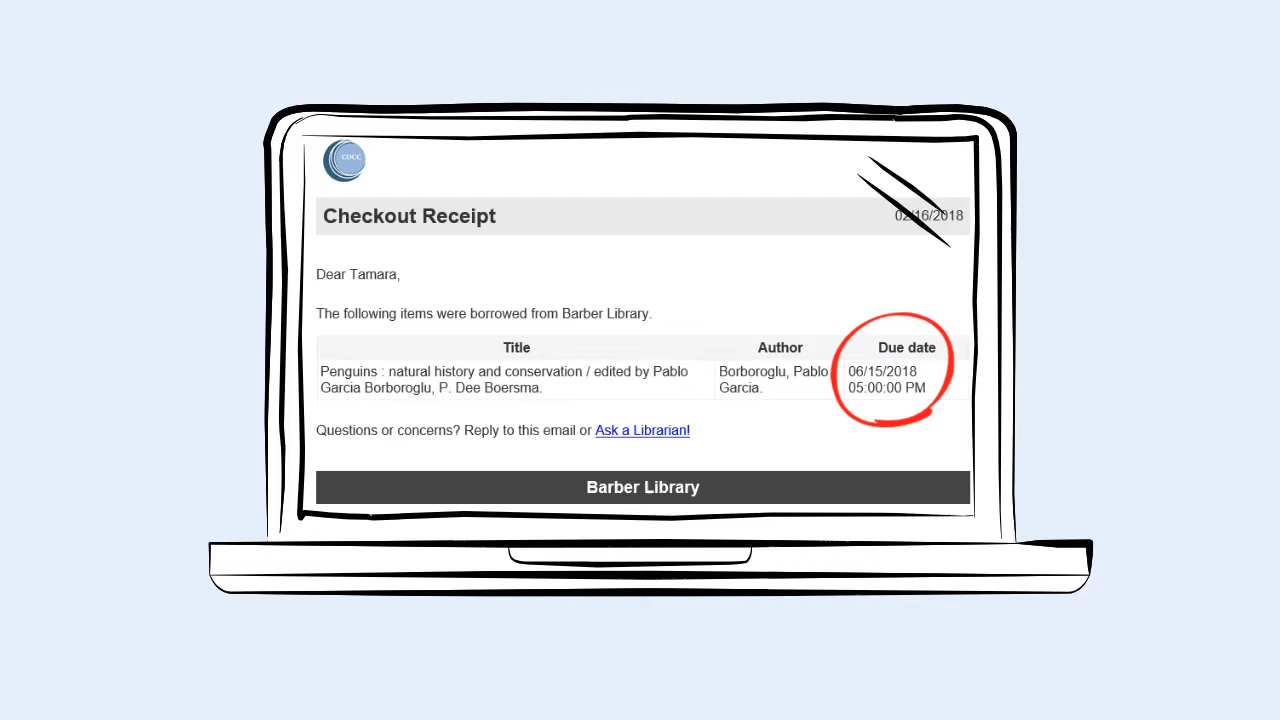 COCC
Checkout Receipt 02/16/2018
Dear Tamara,
The following items were borrowed from Barber Library.
Title Author Due date
Penguins : natural history and conservation / edited by Pablo Borboroglu, Pablo 06/15/2018
Garcia Borboroglu, P. Dee Boersma. Garcia. 05:00:00 PM
Questions or concerns? Reply to this email or Ask a Librarian!
Barber Library